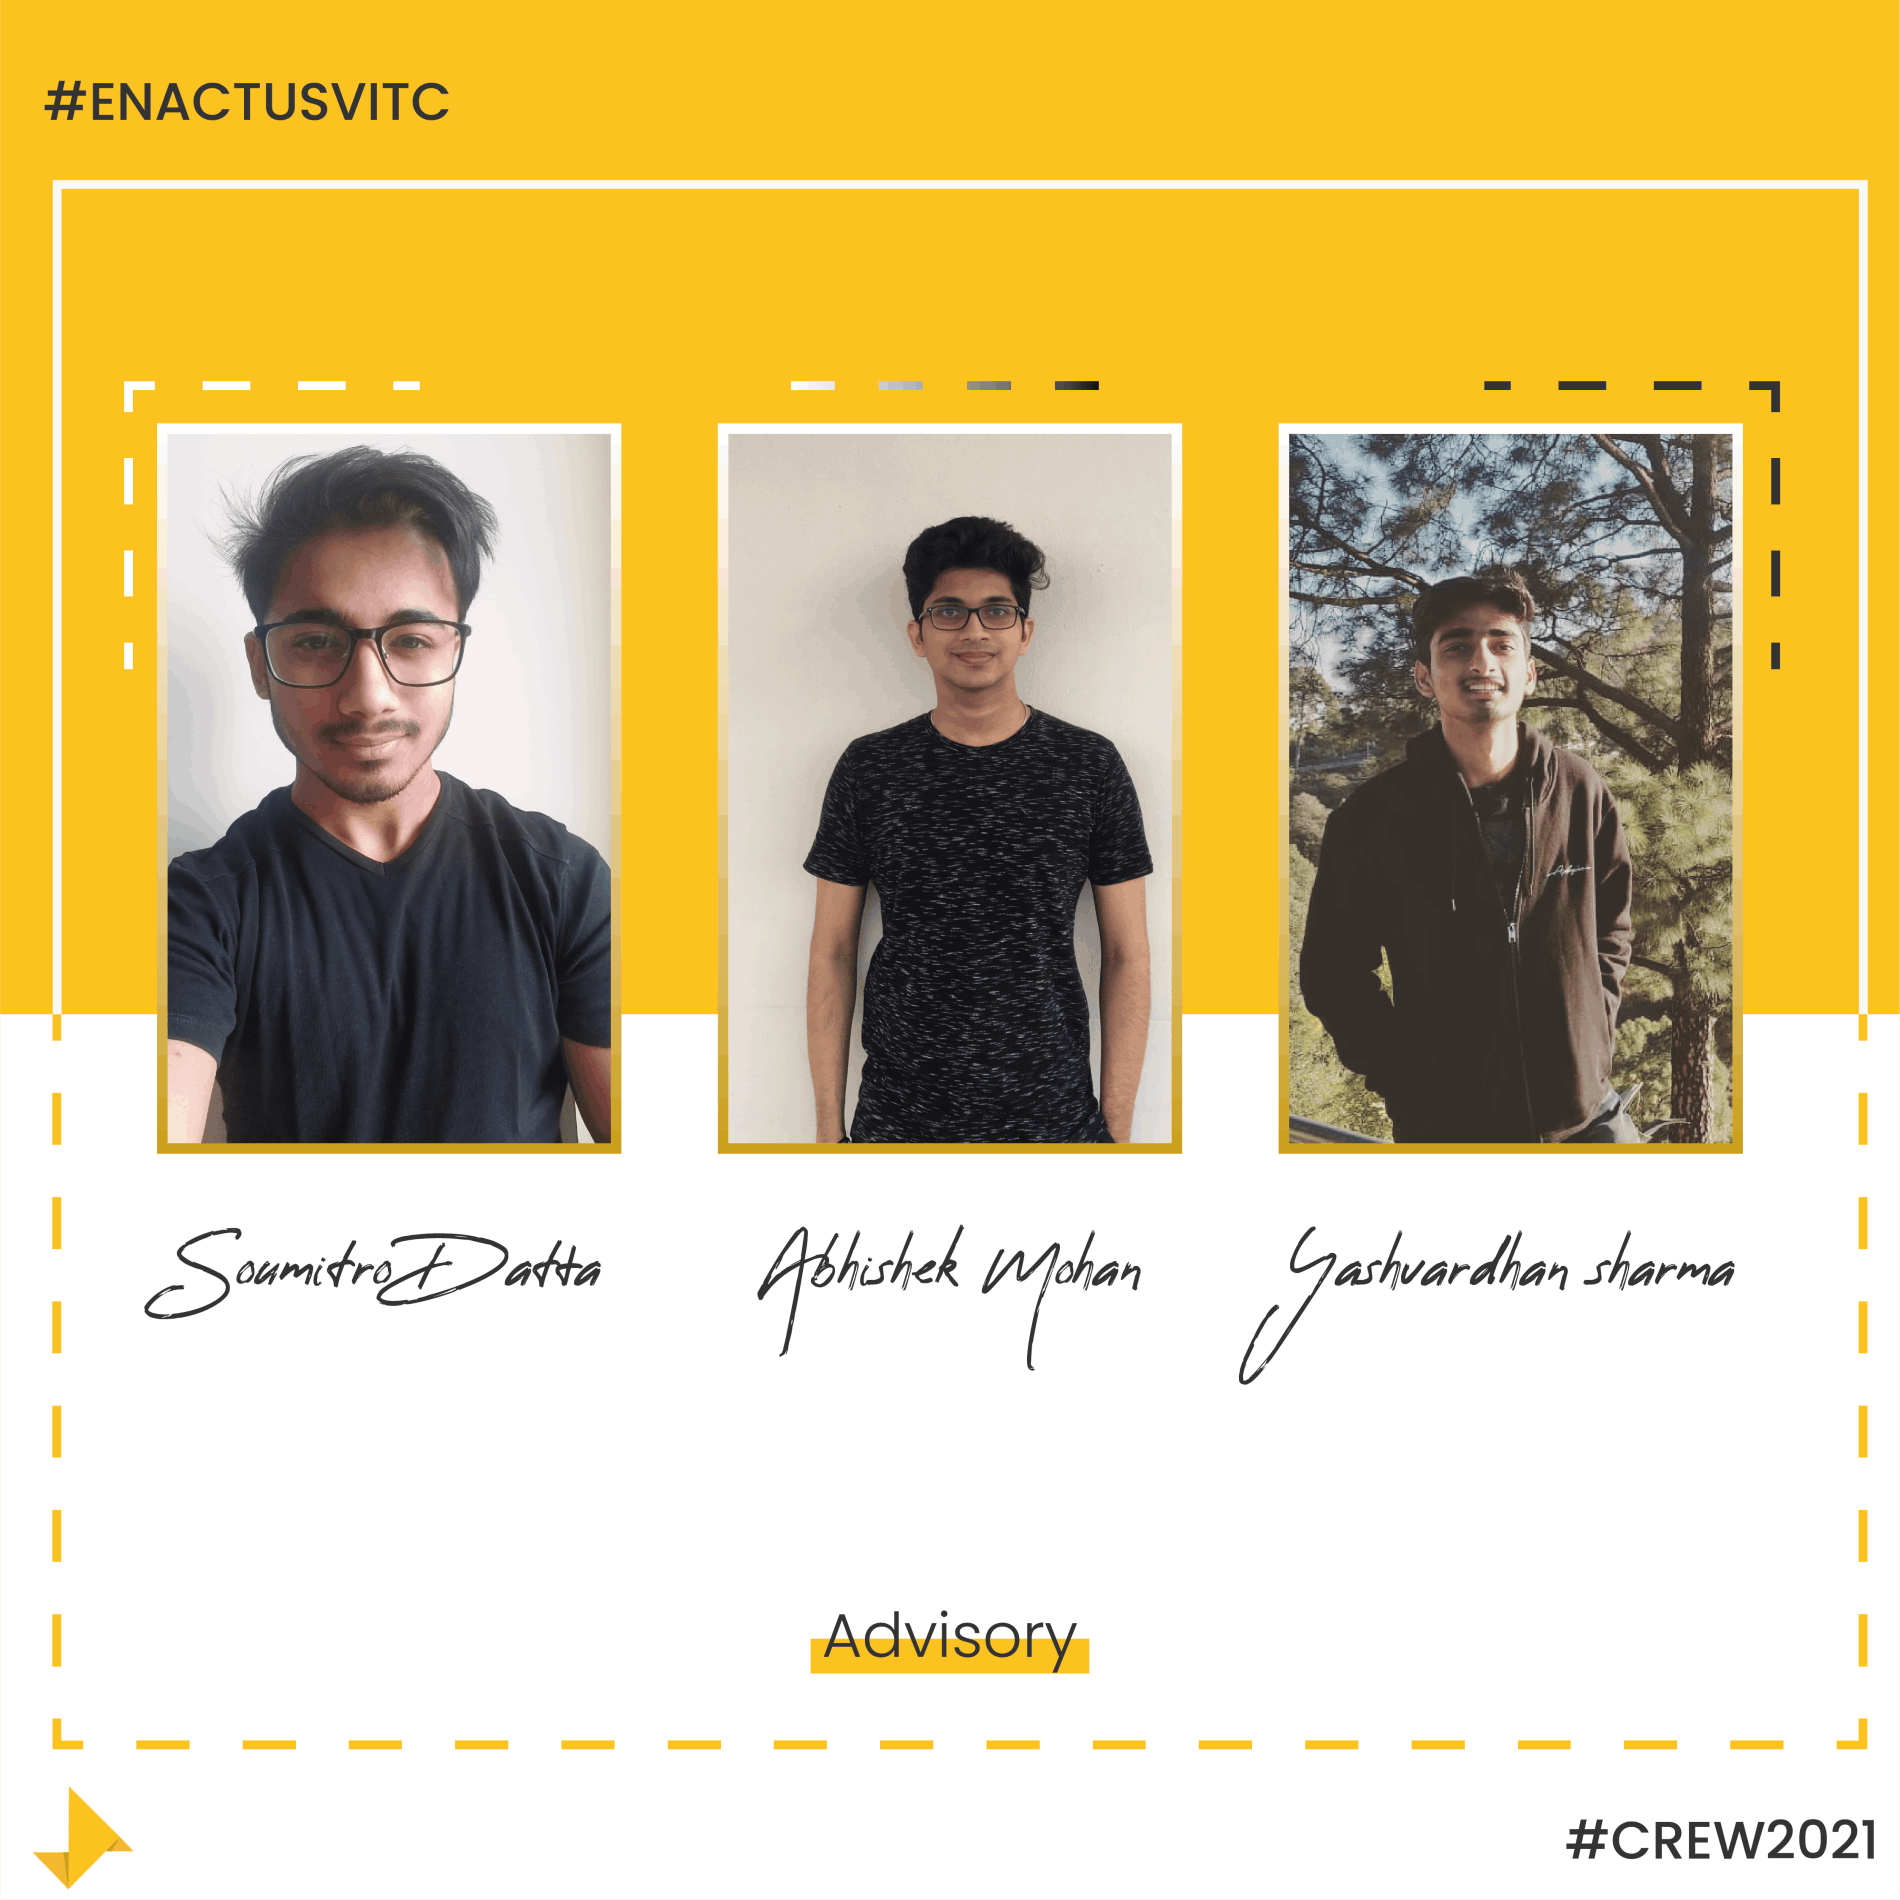 #ENACTUSVITC
Soumitro Datta
Abhishek Mohan
Yashvardhan sharma
Advisory
#CREW2021